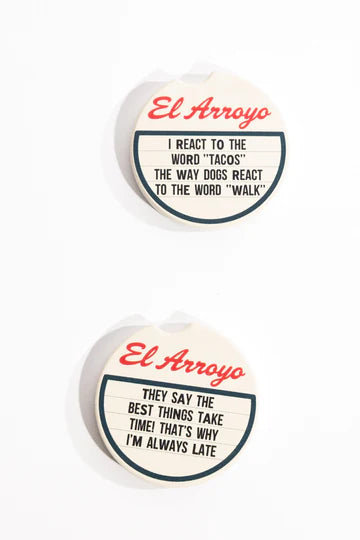 El Arroyo
I REACT TO THE
WORD "TACOS"
THE WAY DOGS REACT
TO THE WORD "WALK"
El Arroyo
THEY SAY THE
BEST THINGS TAKE
TIME! THAT'S WHY
I'M ALWAYS LATE